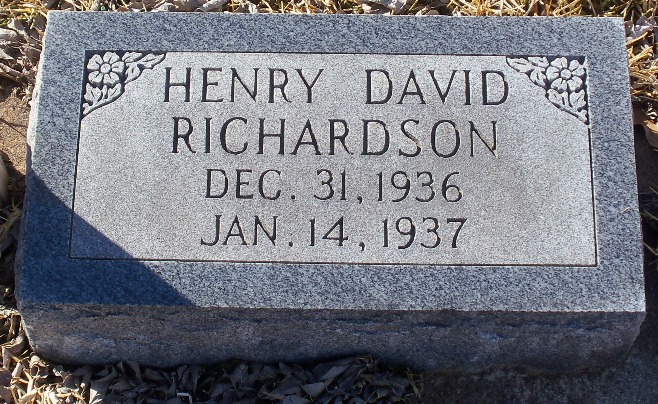 HENRY DAVID
RICHARDSON
DEC. 31, 1936
JAN. 14, 1937